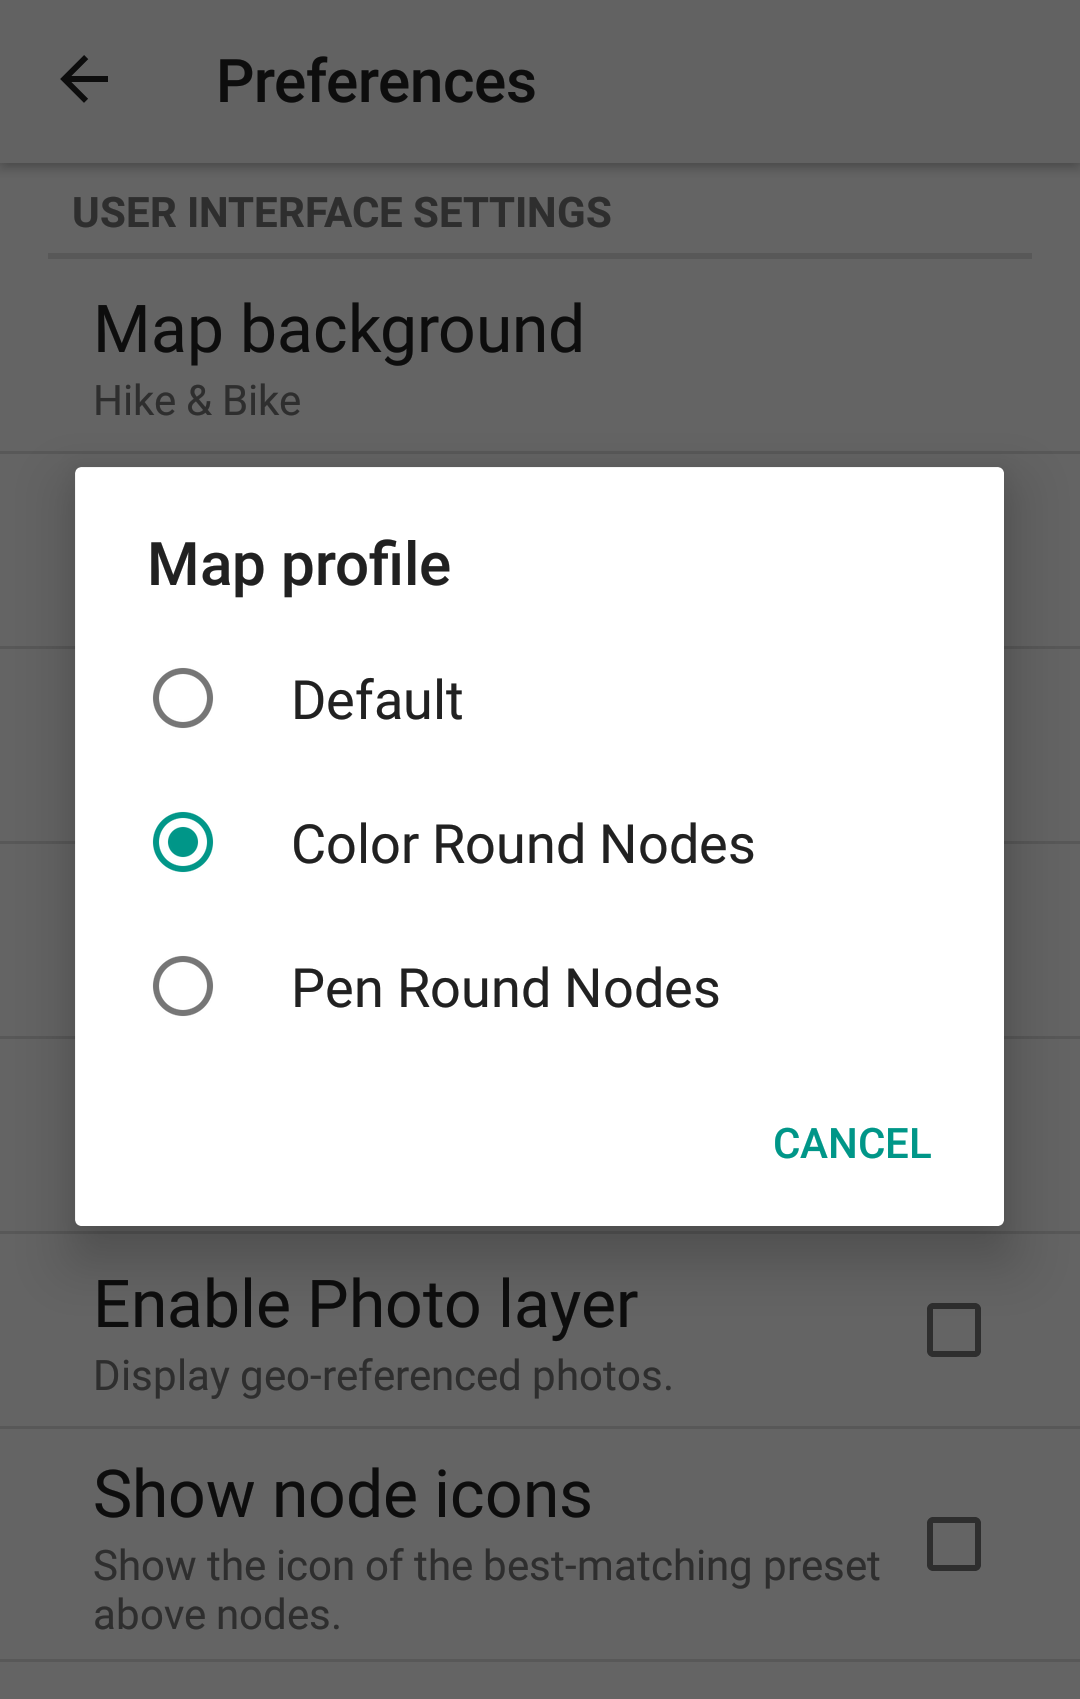 Preferences
USER INTERFACE SETTINGS
Map background
Hike & Bike
Map profile
Default
Color Round Nodes
Pen Round Nodes
CANCEL
Enable Photo layer
Display geo-referenced photos.
Show node icons
Show the icon of the best-matching preset
above nodes.